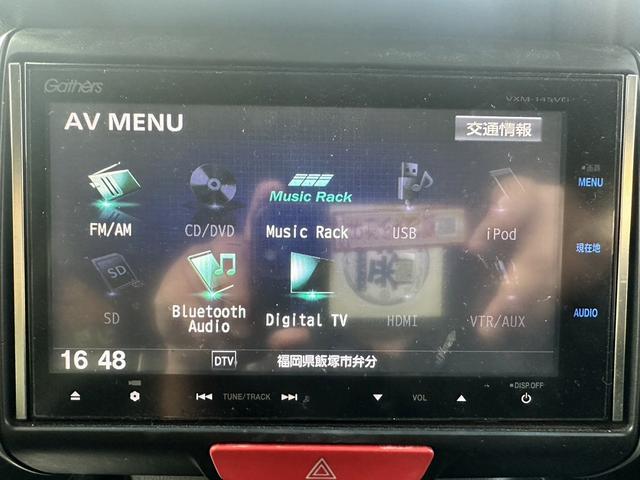 Gathers
VXM-145VFi
AV MENU
交通情報
FM/AM
CD/DVD
Music Rack
Music Rack
USB
iPod
SD
SD
Bluetooth
Audio
Digital TV
HDMI
VTR/AUX
16 48
DTV
福岡県飯塚市弁分
画面
MENU
現在地
AUDIO
TUNE/TRACK
VOL
DISP.OFF